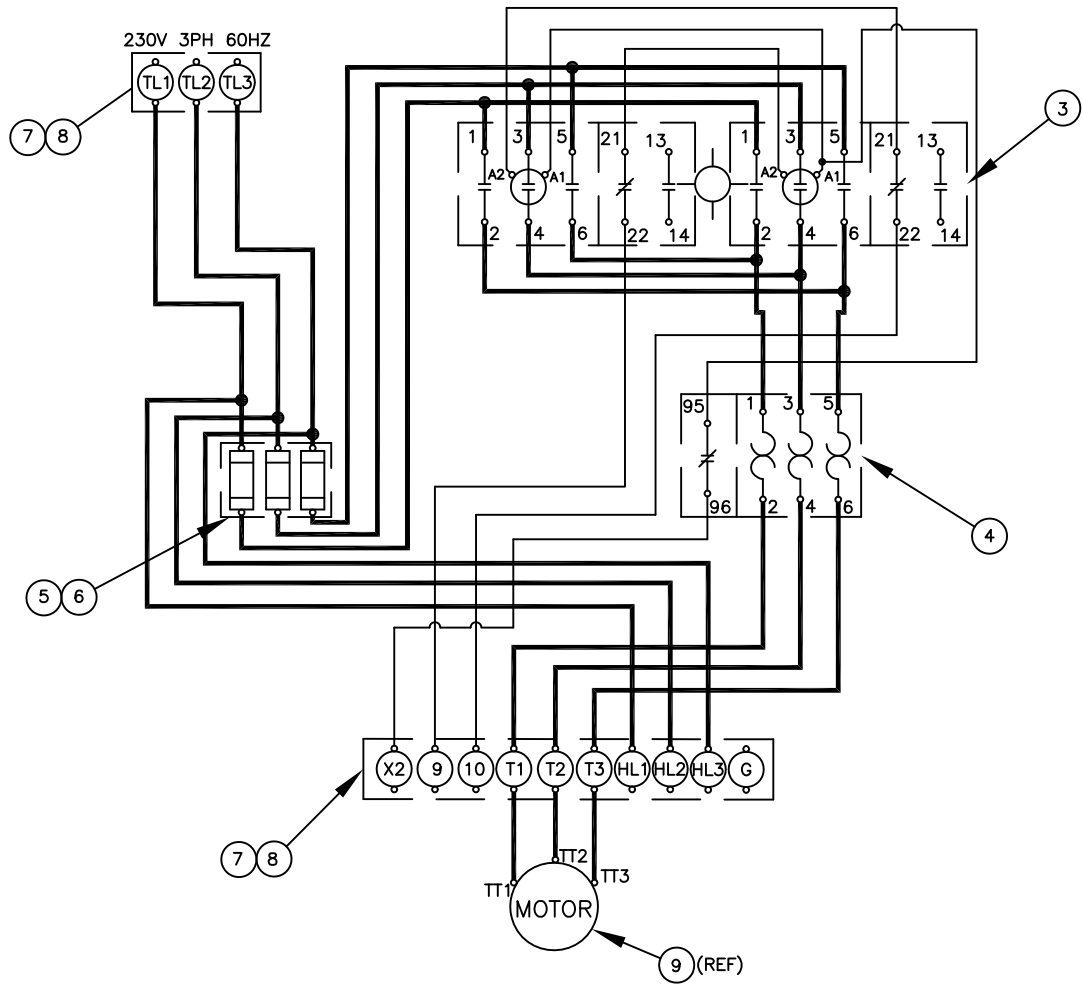 230V 3PH 60HZ
TL1 TL2 TL3
7 8
3
1 3 5 21 13 1 3 5 21 13
A2 A1 A2 A1
2 4 6 22 14 2 4 6 22 14
95 1 3 5
96 2 4 6
4
5 6
X2 9 10 T1 T2 T3 HL1 HL2 HL3 G
7 8
TT1 TT2 TT3
MOTOR
9 (REF)